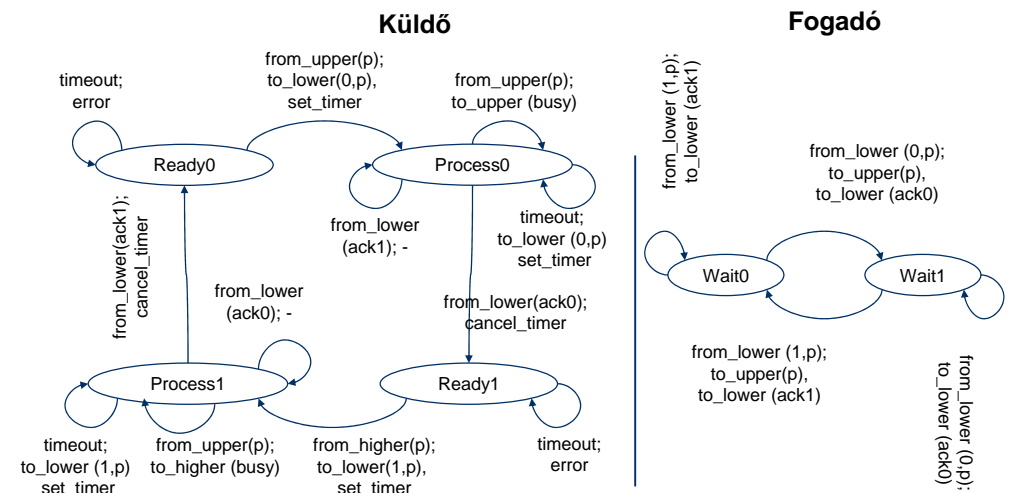 Küldő
Fogadó
timeout;
error
from_upper(p);
to_lower(0,p),
set_timer
from_upper(p);
to_upper (busy)
Ready0
Process0
from_lower
(ack1); -
timeout;
to_lower (0,p)
set_timer
from_lower(ack1);
cancel_timer
from_lower
(ack0); -
from_lower(ack0);
cancel_timer
Process1
Ready1
timeout;
to_lower (1,p)
set_timer
from_upper(p);
to_higher (busy)
from_higher(p);
to_lower(1,p),
set_timer
timeout;
error
from_lower (1,p);
to_lower (ack1)
from_lower (0,p);
to_upper(p),
to_lower (ack0)
Wait0
Wait1
from_lower (1,p);
to_upper(p),
to_lower (ack1)
from_lower (0,p);
to_lower (ack0)